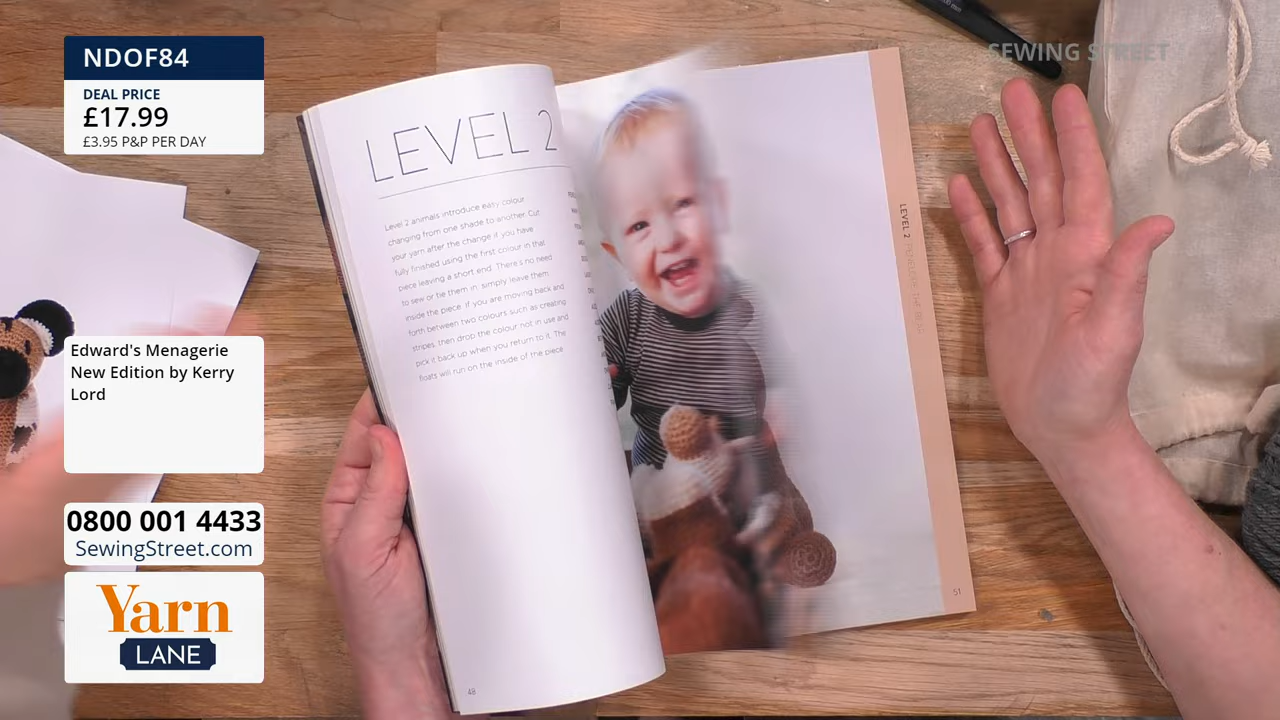 NDOF84
DEAL PRICE
£17.99
£3.95 P&P PER DAY
Edward's Menagerie
New Edition by Kerry
Lord
0800 001 4433
SewingStreet.com
Yarn
LANE
SEWING STREET
LEVEL 2
Level 2 animals introduce easy colour
changing from one shade to another. Cut
your yarn after the change if you have
fully finished using the first colour in that
piece leaving a short end. There's no need
to sew or tie them in; simply leave them
inside the piece. If you are moving back and
forth between two colours such as creating
stripes, then drop the colour not in use and
pick it back up when you return to it. The
floats will run on the inside of the piece.
48
LEVEL 2
51